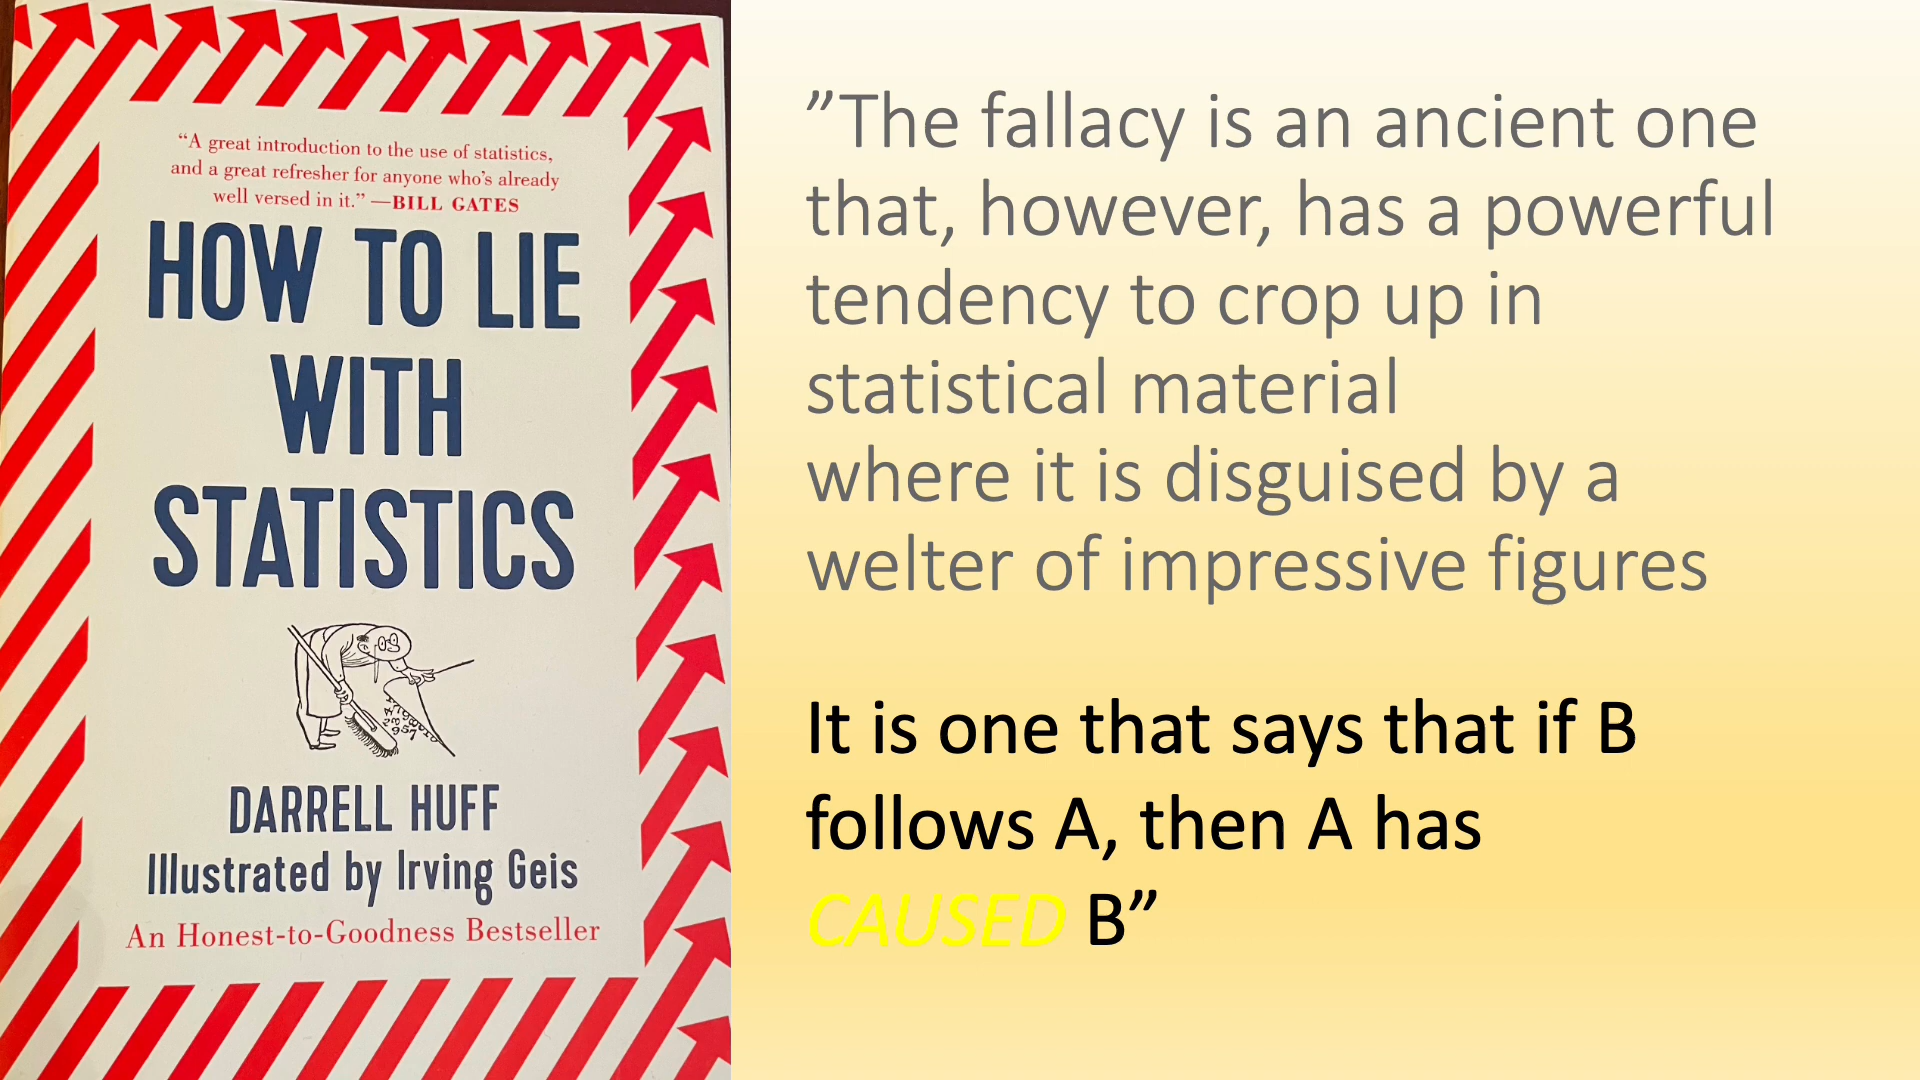 “A great introduction to the use of statistics,
and a great refresher for anyone who’s already
well versed in it.” —BILL GATES
HOW TO LIE
WITH
STATISTICS
DARRELL HUFF
Illustrated by Irving Geis
An Honest-to-Goodness Bestseller
”The fallacy is an ancient one
that, however, has a powerful
tendency to crop up in
statistical material
where it is disguised by a
welter of impressive figures
It is one that says that if B
follows A, then A has
CAUSED B”